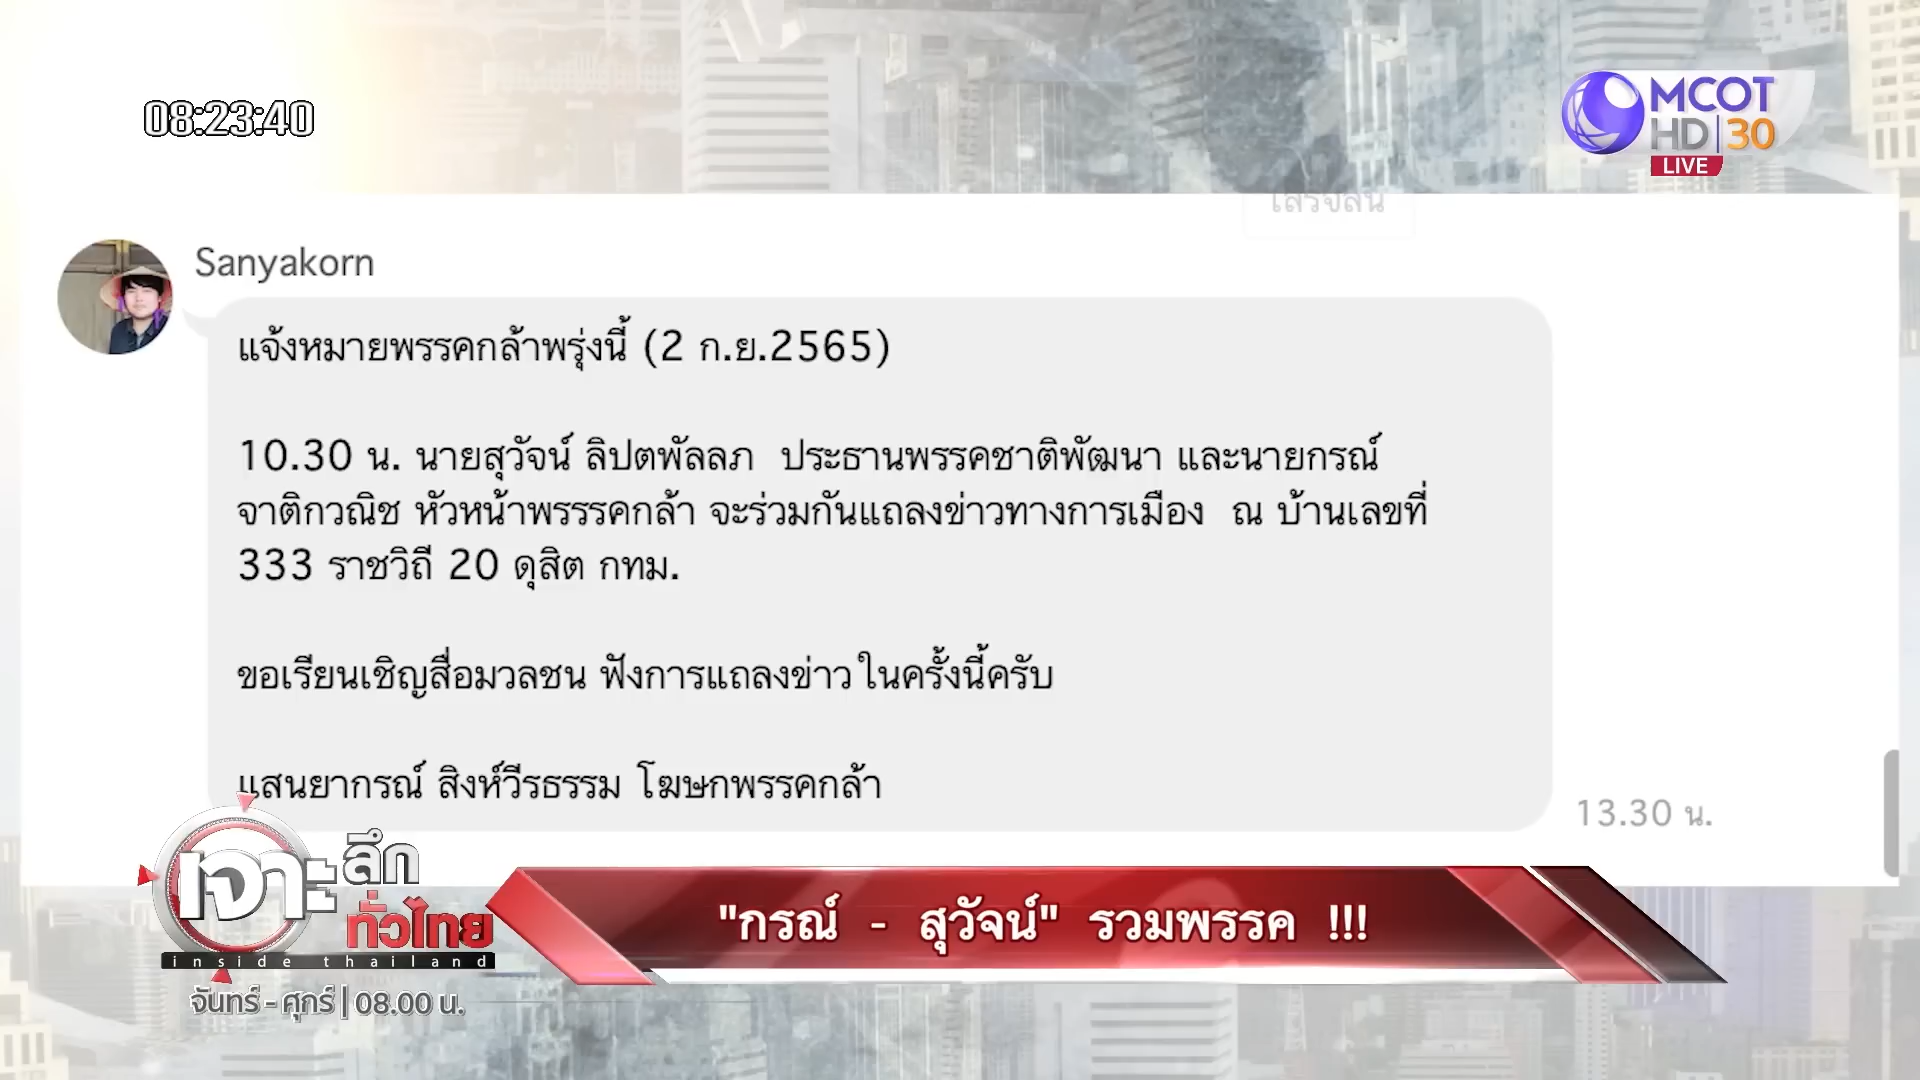 08:23:40
MCOT
HD 30
LIVE
เสร็จสิ้น
Sanyakorn
แจ้งหมายพรรคกล้าพรุ่งนี้ (2 ก.ย.2565)
10.30 น. นายสุวัจน์ ลิปตพัลลภ  ประธานพรรคชาติพัฒนา และนายกรณ์
จาติกวณิช หัวหน้าพรรรคกล้า จะร่วมกันแถลงข่าวทางการเมือง  ณ บ้านเลขที่
333 ราชวิถี 20 ดุสิต กทม.
ขอเรียนเชิญสื่อมวลชน ฟังการแถลงข่าว ในครั้งนี้ครับ
แสนยากรณ์ สิงห์วีรธรรม โฆษกพรรคกล้า
13.30 น.
เจาะลึก
ทั่วไทย
inside thailand
จันทร์ - ศุกร์ | 08.00 น.
"กรณ์ - สุวัจน์" รวมพรรค !!!